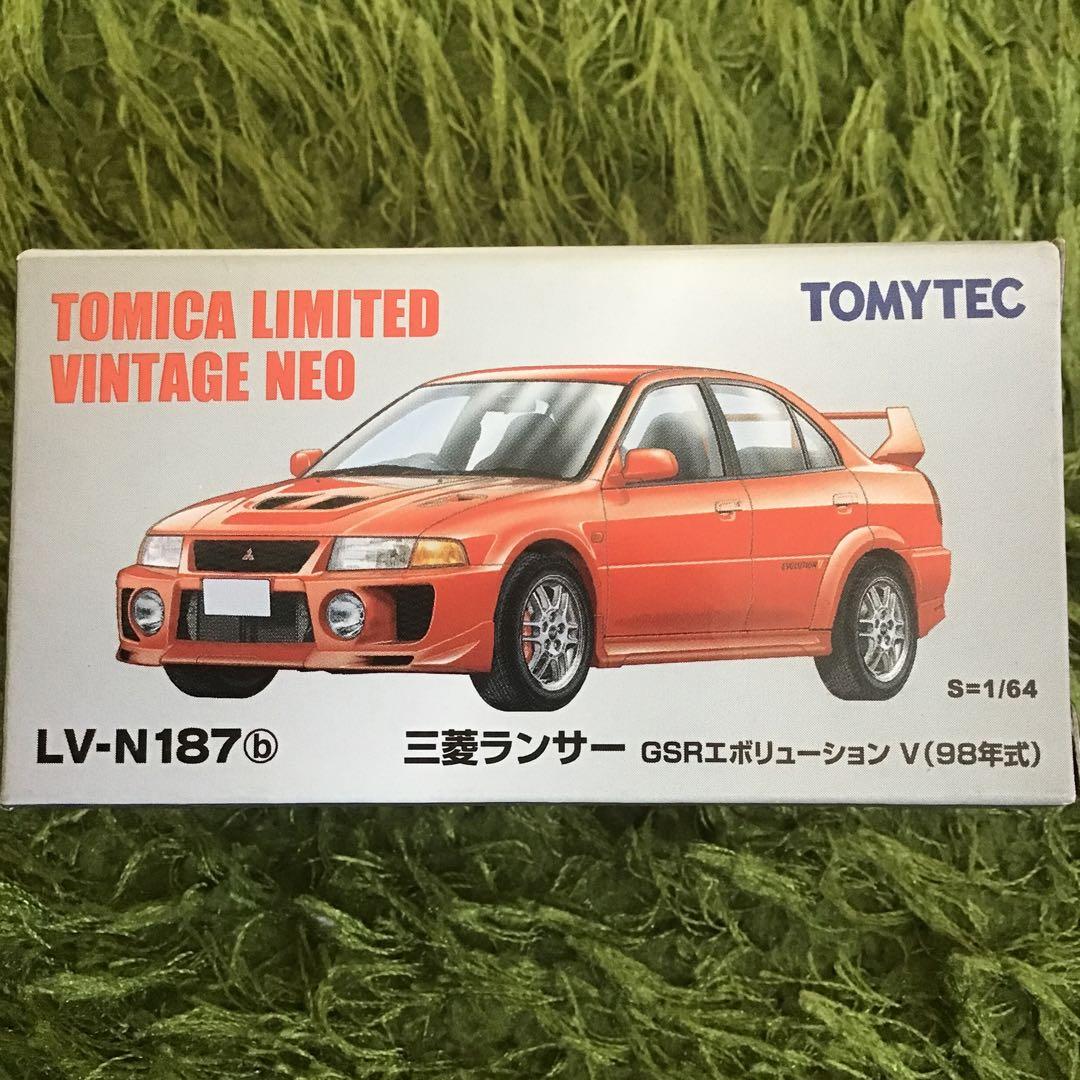 TOMICA LIMITED
VINTAGE NEO
TOMYTEC
EVOLUTION V
S=1/64
LV-N187ⓑ 三菱ランサー GSRエボリューション V(98年式)